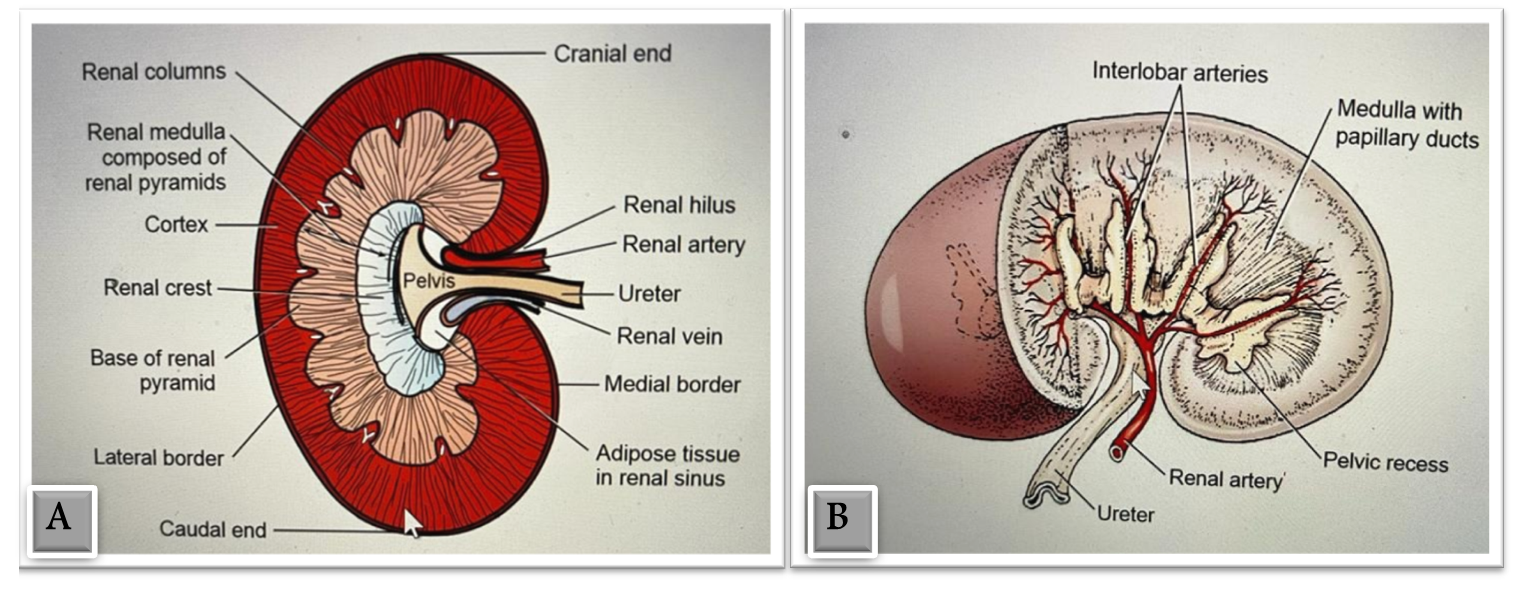 Cranial end
Renal columns
Renal medulla
composed of
renal pyramids
Cortex
Renal crest
Base of renal
pyramid
Lateral border
Caudal end
Pelvis
Renal hilus
Renal artery
Ureter
Renal vein
Medial border
Adipose tissue
in renal sinus
A
Interlobar arteries
Medulla with
papillary ducts
Pelvic recess
Renal artery
Ureter
B